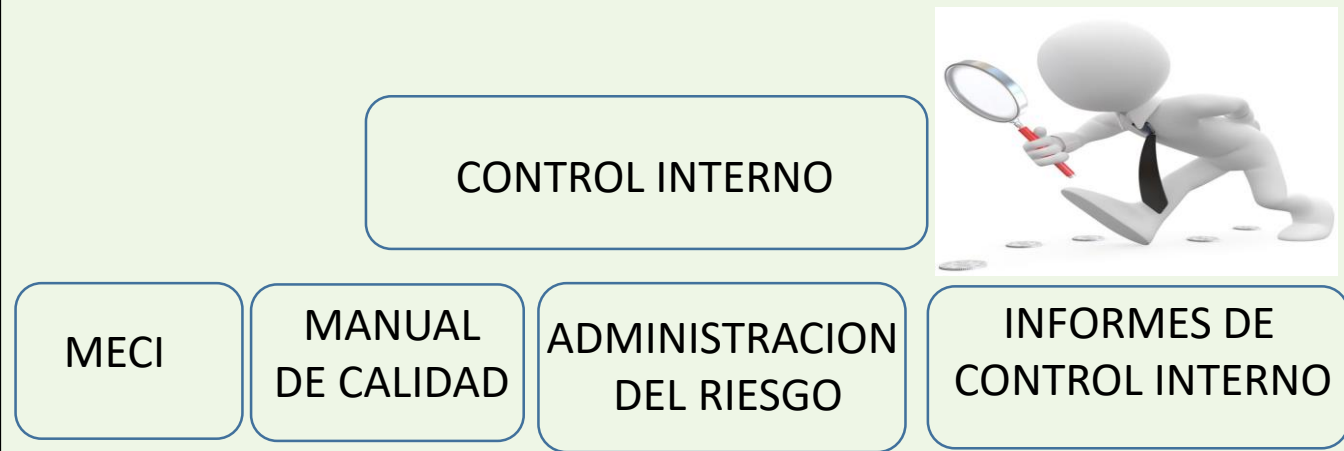 CONTROL INTERNO
MECI
MANUAL
DE CALIDAD
ADMINISTRACION
DEL RIESGO
INFORMES DE
CONTROL INTERNO